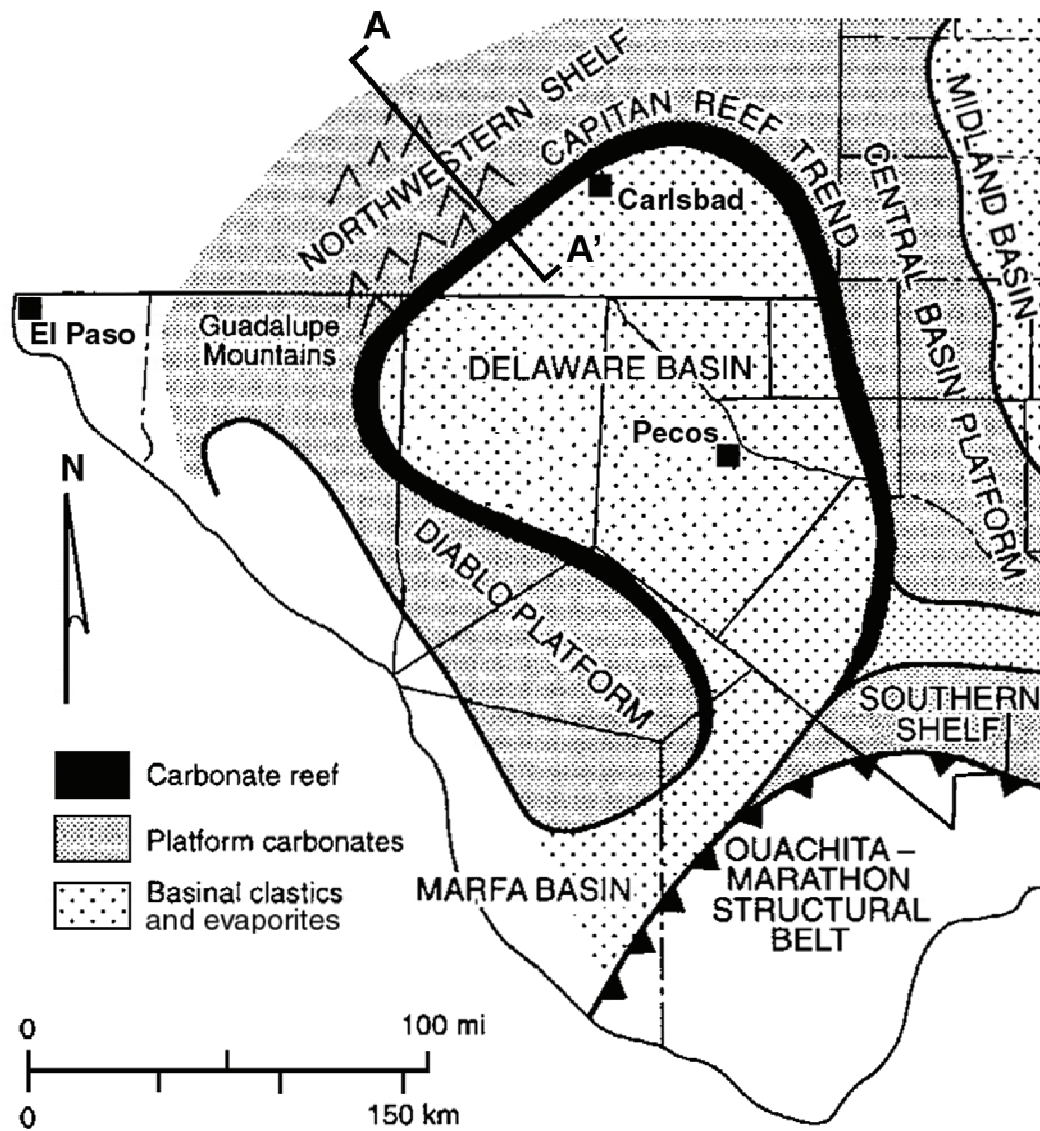 A
NORTHWESTERN SHELF
CAPITAN REEF TREND
MIDLAND BASIN
CENTRAL BASIN PLATFORM
Carlsbad
A'
El Paso
Guadalupe
Mountains
DELAWARE BASIN
Pecos
N
DIABLO PLATFORM
SOUTHERN
SHELF
Carbonate reef
Platform carbonates
Basinal clastics
and evaporites
MARFA BASIN
OUACHITA –
MARATHON
STRUCTURAL
BELT
0 100 mi
0 150 km